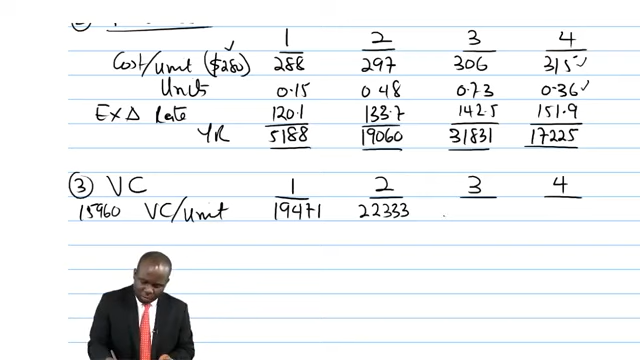 ②
1 2 3 4
Cost/Unit ($280) 288 297 306 315
Units 0.15 0.48 0.73 0.36
EXΔ Rate 120.1 133.7 142.5 151.9
YR 5188 19060 31831 17225
③ VC 1 2 3 4
15960 VC/Unit 19471 22333